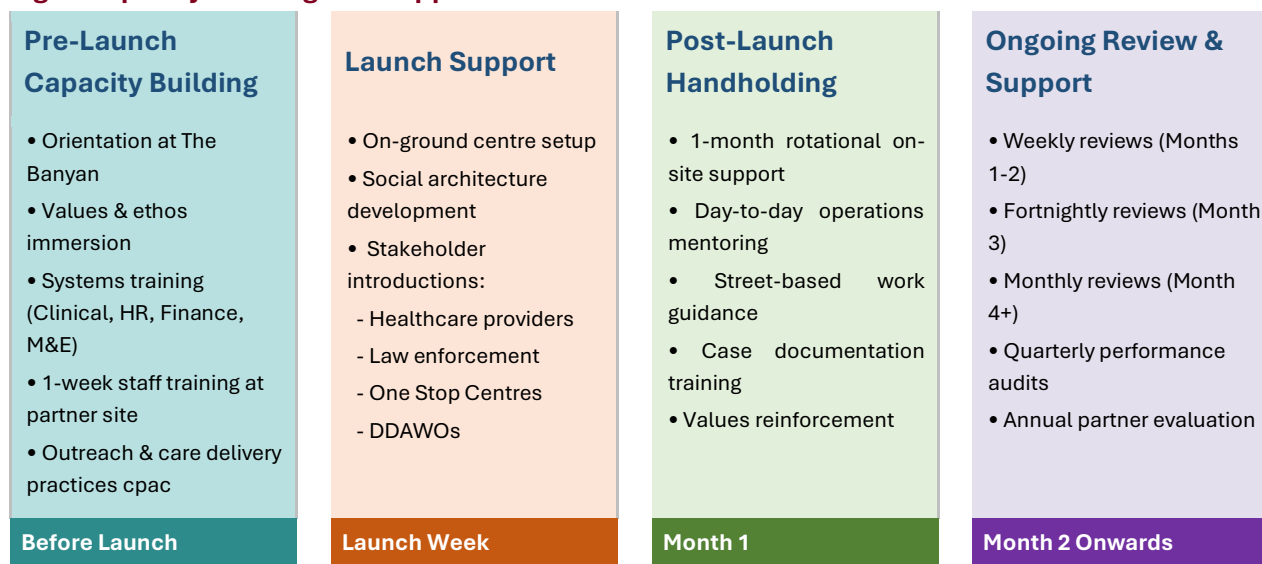 Pre-Launch
Capacity Building
• Orientation at The
Banyan
• Values & ethos
immersion
• Systems training
(Clinical, HR, Finance,
M&E)
• 1-week staff training at
partner site
• Outreach & care delivery
practices cpac
Before Launch
Launch Support
• On-ground centre setup
• Social architecture
development
• Stakeholder
introductions:
- Healthcare providers
- Law enforcement
- One Stop Centres
- DDAWOs
Launch Week
Post-Launch
Handholding
• 1-month rotational on-
site support
• Day-to-day operations
mentoring
• Street-based work
guidance
• Case documentation
training
• Values reinforcement
Month 1
Ongoing Review &
Support
• Weekly reviews (Months
1-2)
• Fortnightly reviews (Month
3)
• Monthly reviews (Month
4+)
• Quarterly performance
audits
• Annual partner evaluation
Month 2 Onwards